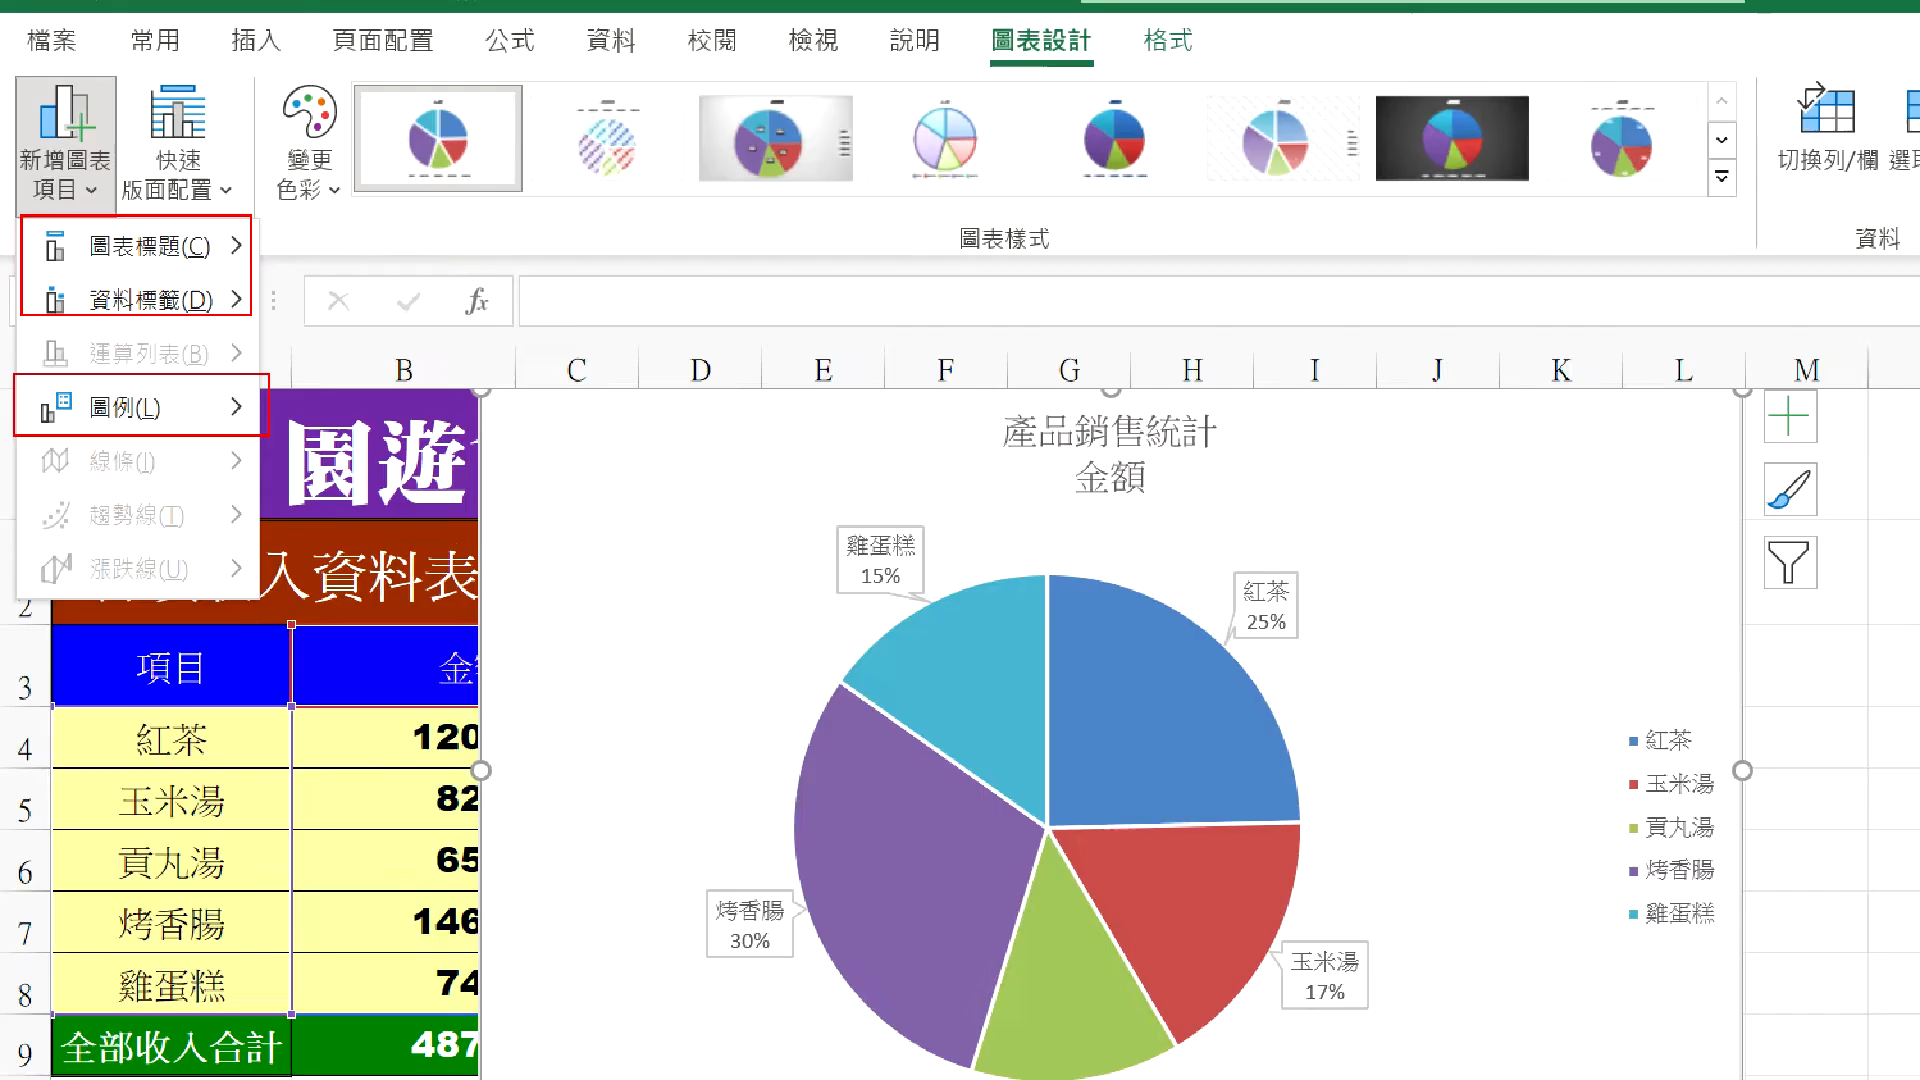 檔案 常用 插入 頁面配置 公式 資料 校閱 檢視 說明 圖表設計 格式
新增圖表
項目
快速
版面配置
變更
色彩
切換列/欄
圖表樣式
資料
圖表標題(C)
資料標籤(D)
運算列表(B)
圖例(L)
線條(I)
趨勢線(T)
漲跌線(U)
fx
B C D E F G H I J K L M
園遊
入資料表
2
3 項目
4 紅茶 120
5 玉米湯 82
6 貢丸湯 65
7 烤香腸 146
8 雞蛋糕 74
9 全部收入合計 487
產品銷售統計
金額
雞蛋糕
15%
紅茶
25%
烤香腸
30%
玉米湯
17%
紅茶
玉米湯
貢丸湯
烤香腸
雞蛋糕